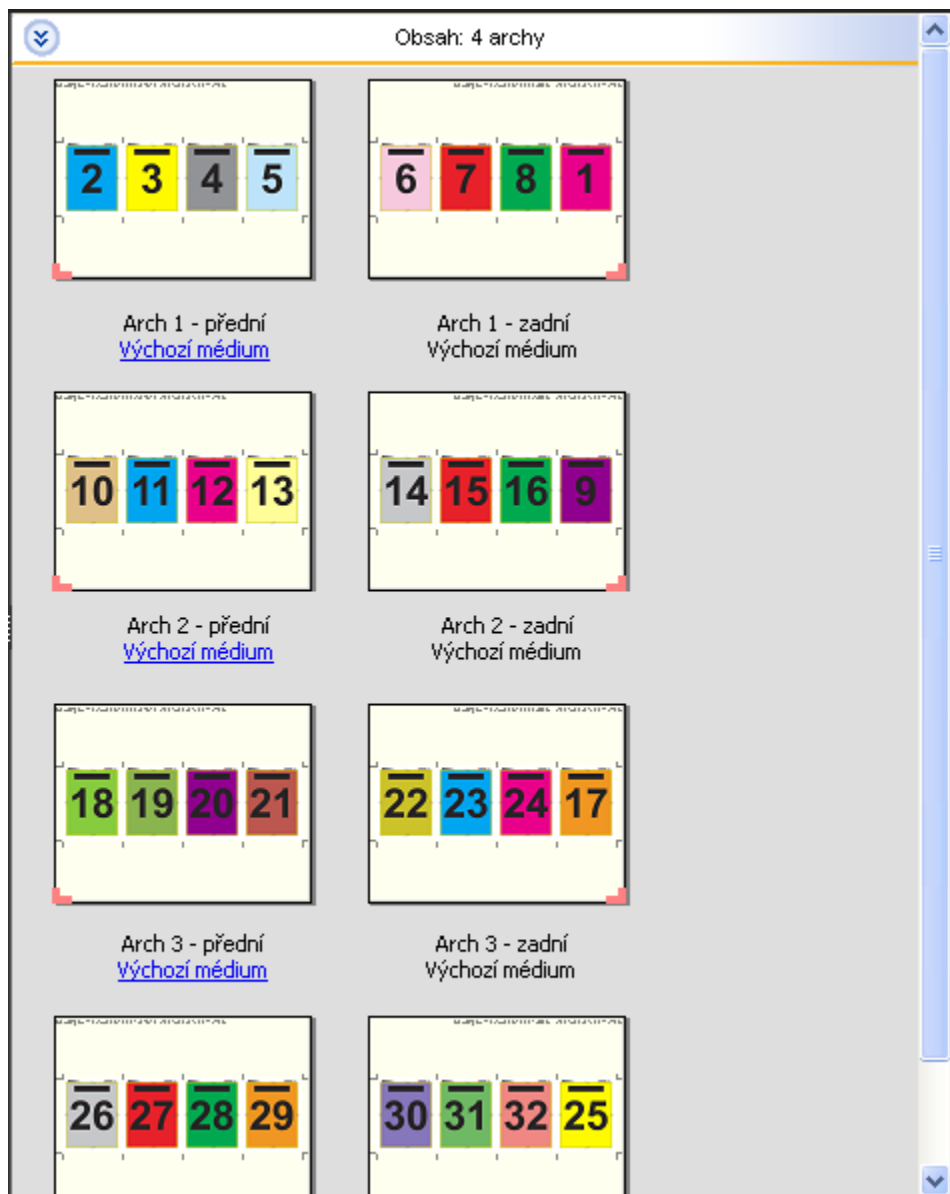 Obsah: 4 archy
2 3 4 5
6 7 8 1
Arch 1 - přední
Výchozí médium
Arch 1 - zadní
Výchozí médium
10 11 12 13
14 15 16 9
Arch 2 - přední
Výchozí médium
Arch 2 - zadní
Výchozí médium
18 19 20 21
22 23 24 17
Arch 3 - přední
Výchozí médium
Arch 3 - zadní
Výchozí médium
26 27 28 29
30 31 32 25